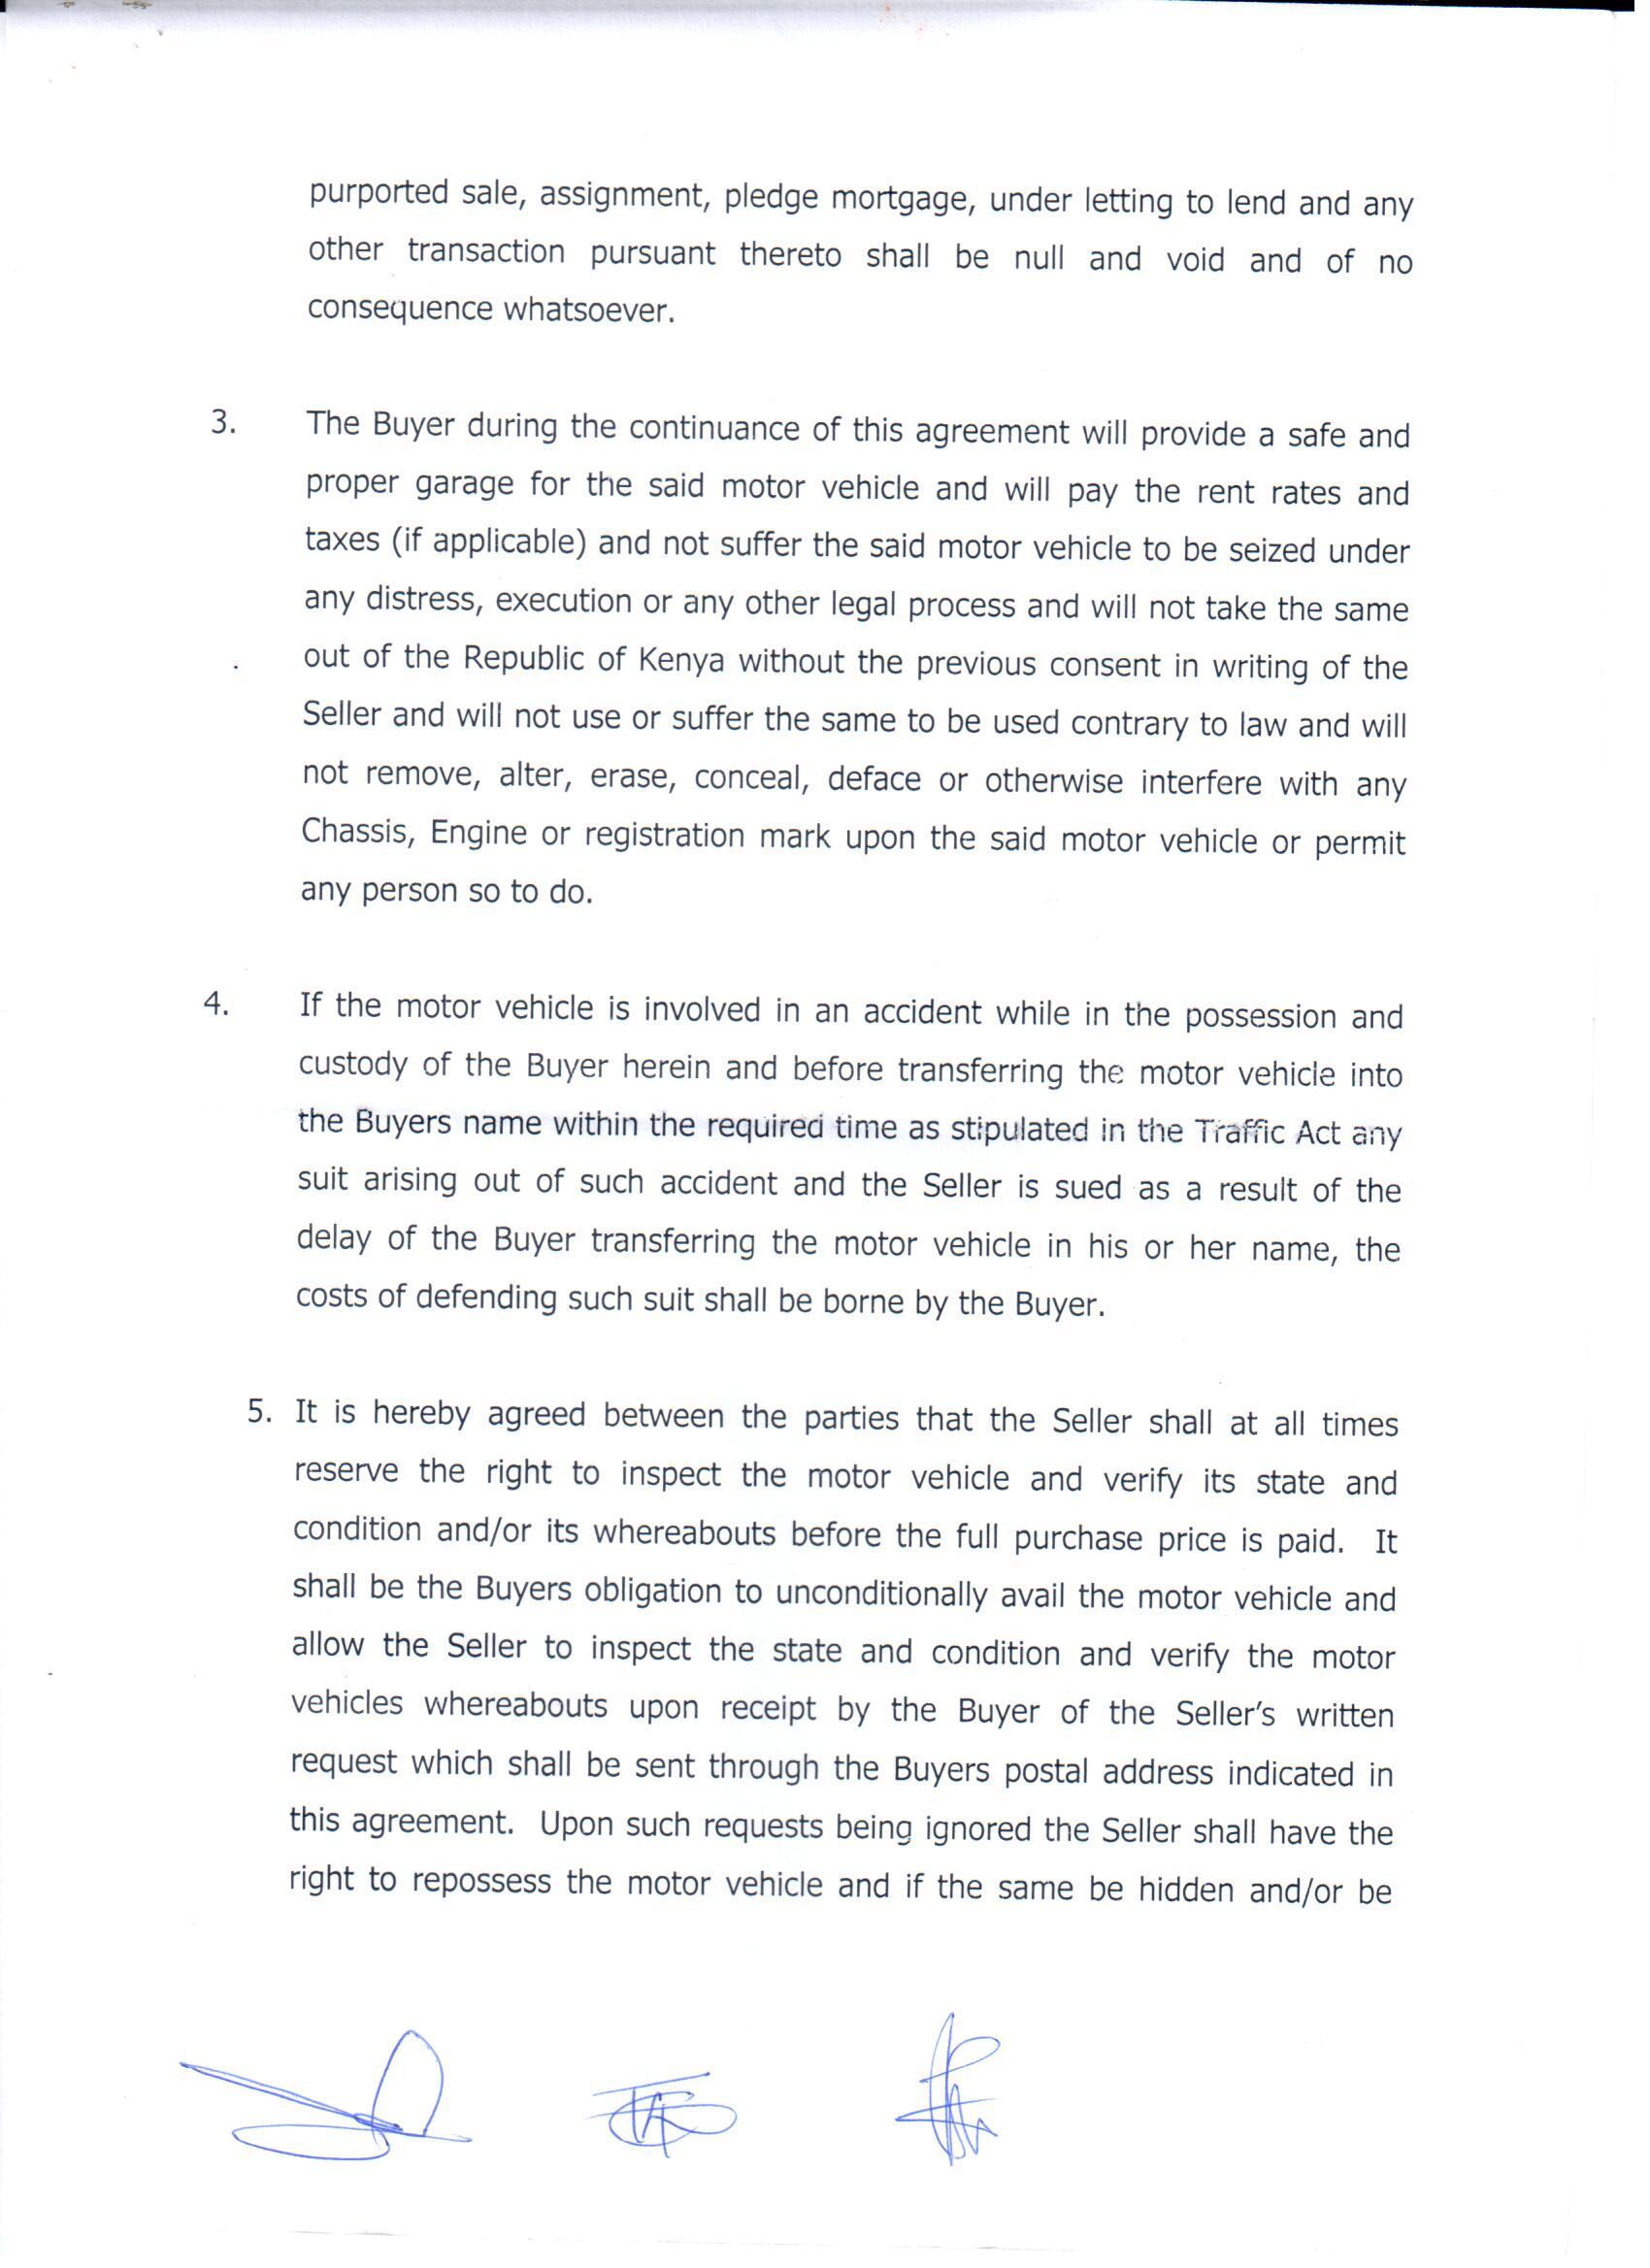 purported sale, assignment, pledge mortgage, under letting to lend and any
other transaction pursuant thereto shall be null and void and of no
consequence whatsoever.
3. The Buyer during the continuance of this agreement will provide a safe and
proper garage for the said motor vehicle and will pay the rent rates and
taxes (if applicable) and not suffer the said motor vehicle to be seized under
any distress, execution or any other legal process and will not take the same
out of the Republic of Kenya without the previous consent in writing of the
Seller and will not use or suffer the same to be used contrary to law and will
not remove, alter, erase, conceal, deface or otherwise interfere with any
Chassis, Engine or registration mark upon the said motor vehicle or permit
any person so to do.
4. If the motor vehicle is involved in an accident while in the possession and
custody of the Buyer herein and before transferring the motor vehicle into
the Buyers name within the required time as stipulated in the Traffic Act any
suit arising out of such accident and the Seller is sued as a result of the
delay of the Buyer transferring the motor vehicle in his or her name, the
costs of defending such suit shall be borne by the Buyer.
5. It is hereby agreed between the parties that the Seller shall at all times
reserve the right to inspect the motor vehicle and verify its state and
condition and/or its whereabouts before the full purchase price is paid. It
shall be the Buyers obligation to unconditionally avail the motor vehicle and
allow the Seller to inspect the state and condition and verify the motor
vehicles whereabouts upon receipt by the Buyer of the Seller's written
request which shall be sent through the Buyers postal address indicated in
this agreement. Upon such requests being ignored the Seller shall have the
right to repossess the motor vehicle and if the same be hidden and/or be